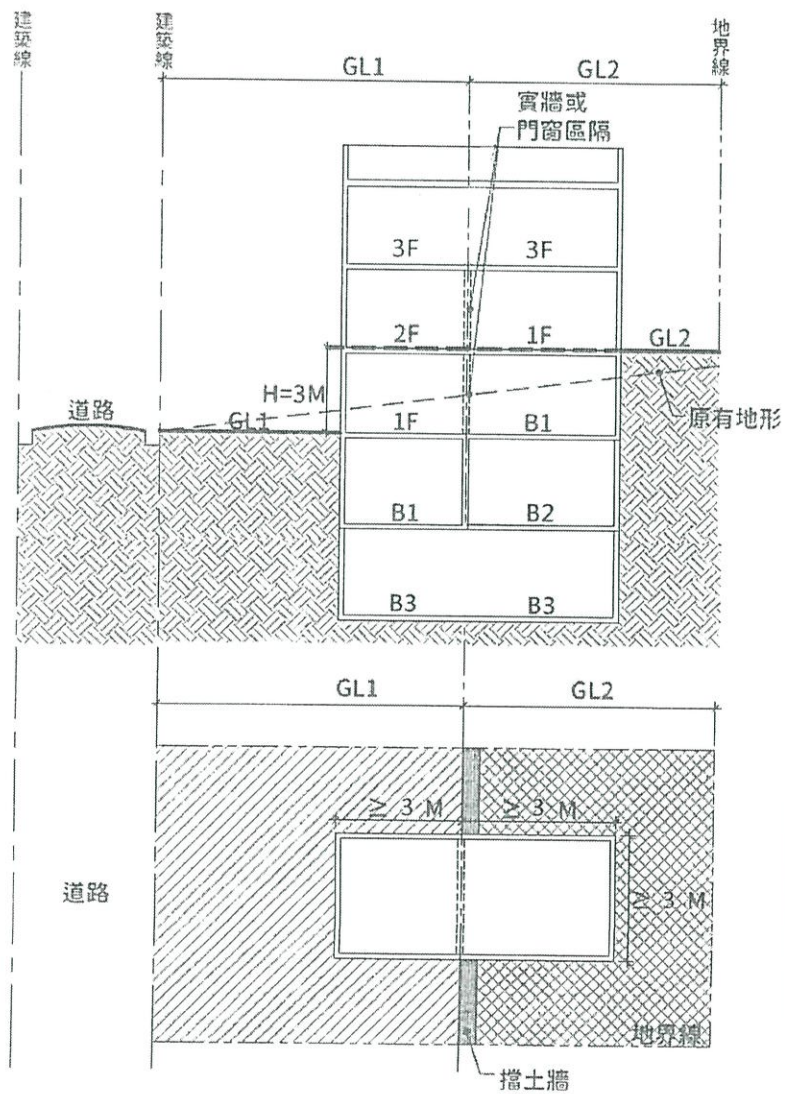 建築線
建築線
地界線
GL1
GL2
實牆或
門窗區隔
3F
3F
2F
1F
GL2
H=3M
道路
GL1
1F
B1
原有地形
B1
B2
B3
B3
GL1
GL2
≧ 3 M
≧ 3 M
道路
≧ 3 M
地界線
擋土牆